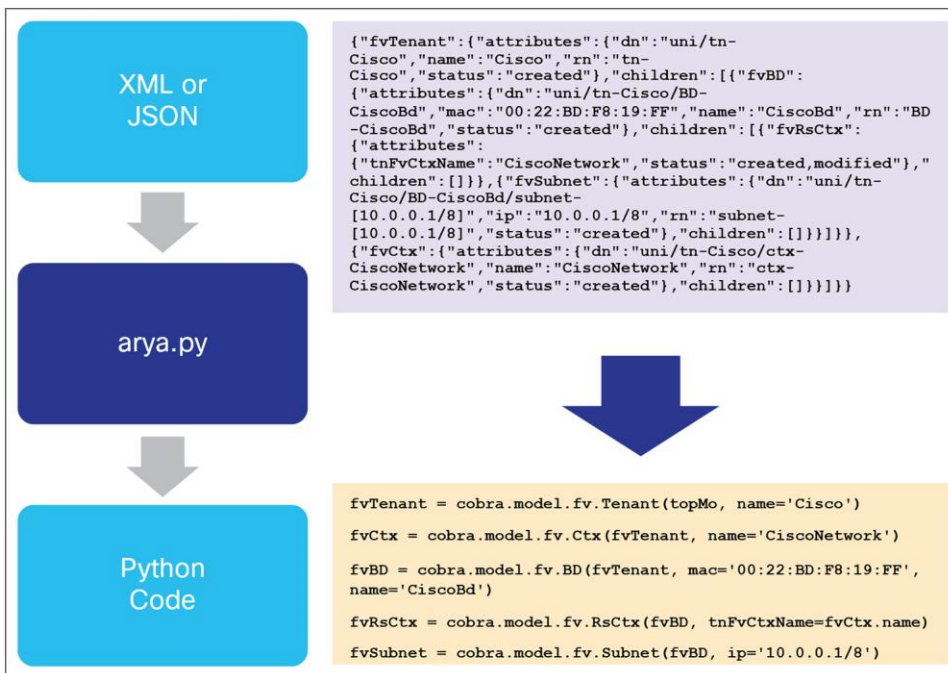 XML or
JSON
arya.py
Python
Code
{"fvTenant":{"attributes":{"dn":"uni/tn-
Cisco","name":"Cisco","rn":"tn-
Cisco","status":"created"},"children":[{"fvBD":
{"attributes":{"dn":"uni/tn-Cisco/BD-
CiscoBd","mac":"00:22:BD:F8:19:FF","name":"CiscoBd","rn":"BD
-CiscoBd","status":"created"},"children":[{"fvRsCtx":
{"attributes":
{"tnFvCtxName":"CiscoNetwork","status":"created,modified"},"
children":[]}},{"fvSubnet":{"attributes":{"dn":"uni/tn-
Cisco/BD-CiscoBd/subnet-
[10.0.0.1/8]","ip":"10.0.0.1/8","rn":"subnet-
[10.0.0.1/8]","status":"created"},"children":[]}}]}},
{"fvCtx":{"attributes":{"dn":"uni/tn-Cisco/ctx-
CiscoNetwork","name":"CiscoNetwork","rn":"ctx-
CiscoNetwork","status":"created"},"children":[]}}]}}
fvTenant = cobra.model.fv.Tenant(topMo, name='Cisco')
fvCtx = cobra.model.fv.Ctx(fvTenant, name='CiscoNetwork')
fvBD = cobra.model.fv.BD(fvTenant, mac='00:22:BD:F8:19:FF',
name='CiscoBd')
fvRsCtx = cobra.model.fv.RsCtx(fvBD, tnFvCtxName=fvCtx.name)
fvSubnet = cobra.model.fv.Subnet(fvBD, ip='10.0.0.1/8')